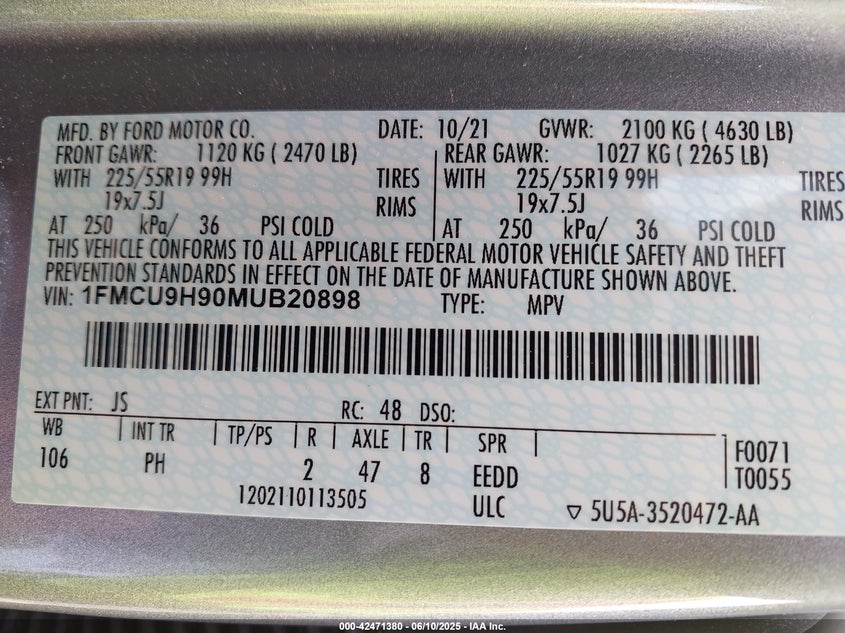 MFD. BY FORD MOTOR CO. DATE: 10/21 GVWR: 2100 KG ( 4630 LB)
FRONT GAWR: 1120 KG ( 2470 LB) REAR GAWR: 1027 KG ( 2265 LB)
WITH 225/55R19 99H TIRES WITH 225/55R19 99H TIRES
19x7.5J RIMS 19x7.5J RIMS
AT 250 kPa/ 36 PSI COLD AT 250 kPa/ 36 PSI COLD
THIS VEHICLE CONFORMS TO ALL APPLICABLE FEDERAL MOTOR VEHICLE SAFETY AND THEFT
PREVENTION STANDARDS IN EFFECT ON THE DATE OF MANUFACTURE SHOWN ABOVE.
VIN: 1FMCU9H90MUB20898 TYPE: MPV
EXT PNT: JS RC: 48 DSO:
WB INT TR TP/PS R AXLE TR SPR F0071
106 PH 2 47 8 EEDD T0055
1202110113505 ULC ▽ 5U5A-3520472-AA
000-42471380 - 06/10/2025 - IAA Inc.